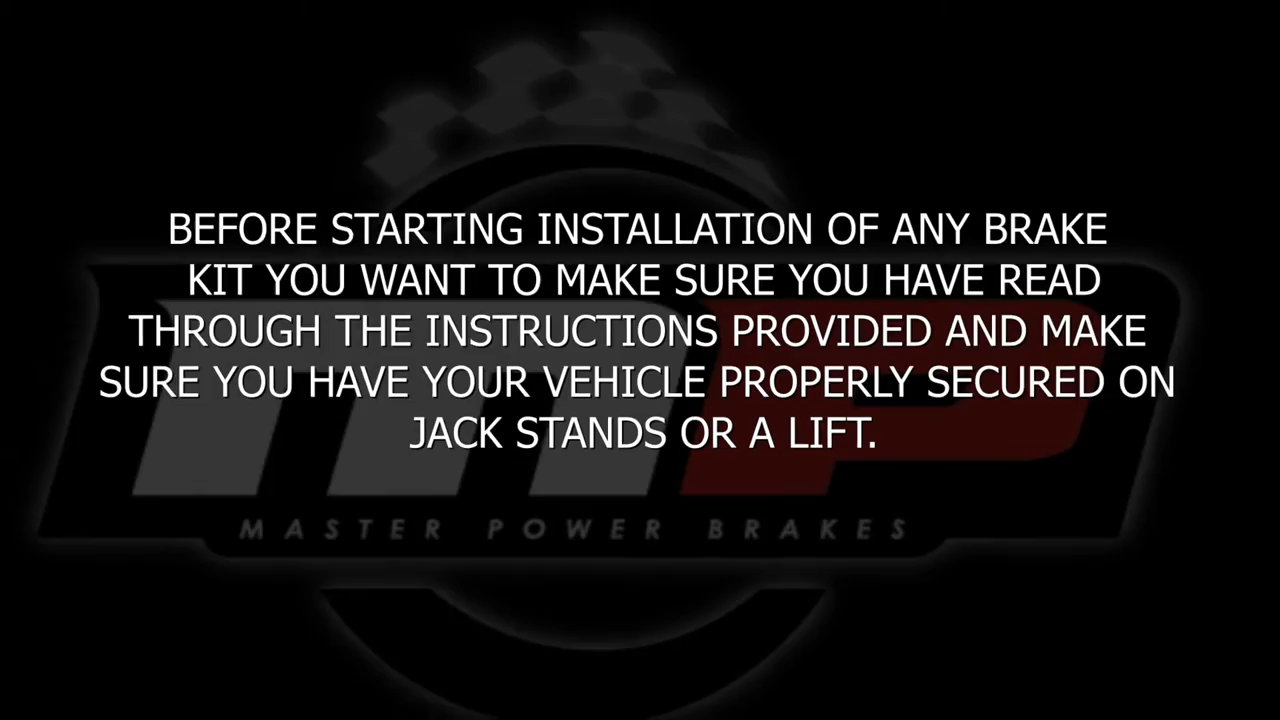 BEFORE STARTING INSTALLATION OF ANY BRAKE
KIT YOU WANT TO MAKE SURE YOU HAVE READ
THROUGH THE INSTRUCTIONS PROVIDED AND MAKE
SURE YOU HAVE YOUR VEHICLE PROPERLY SECURED ON
JACK STANDS OR A LIFT.
mP
MASTER POWER BRAKES